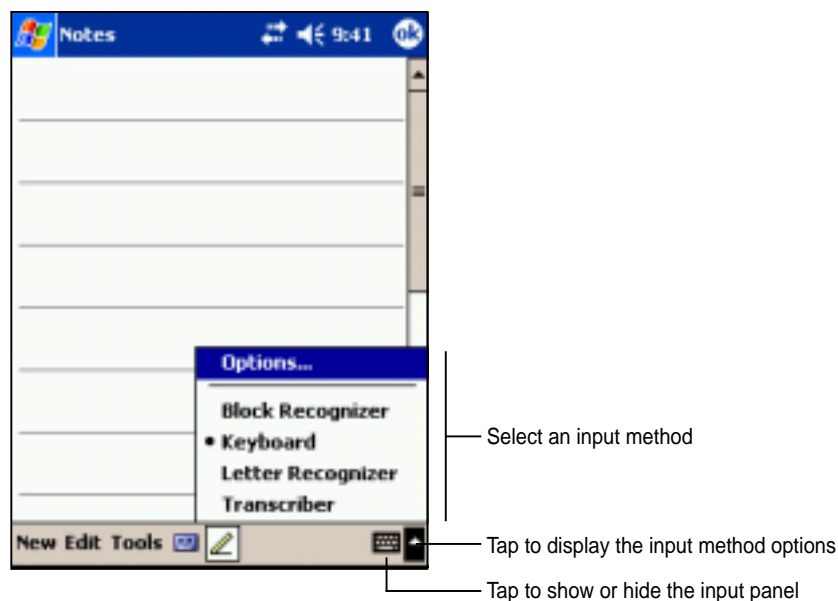 Notes 9:41 ok
Options...
Block Recognizer
• Keyboard
Letter Recognizer
Transcriber
Select an input method
New Edit Tools
Tap to display the input method options
Tap to show or hide the input panel